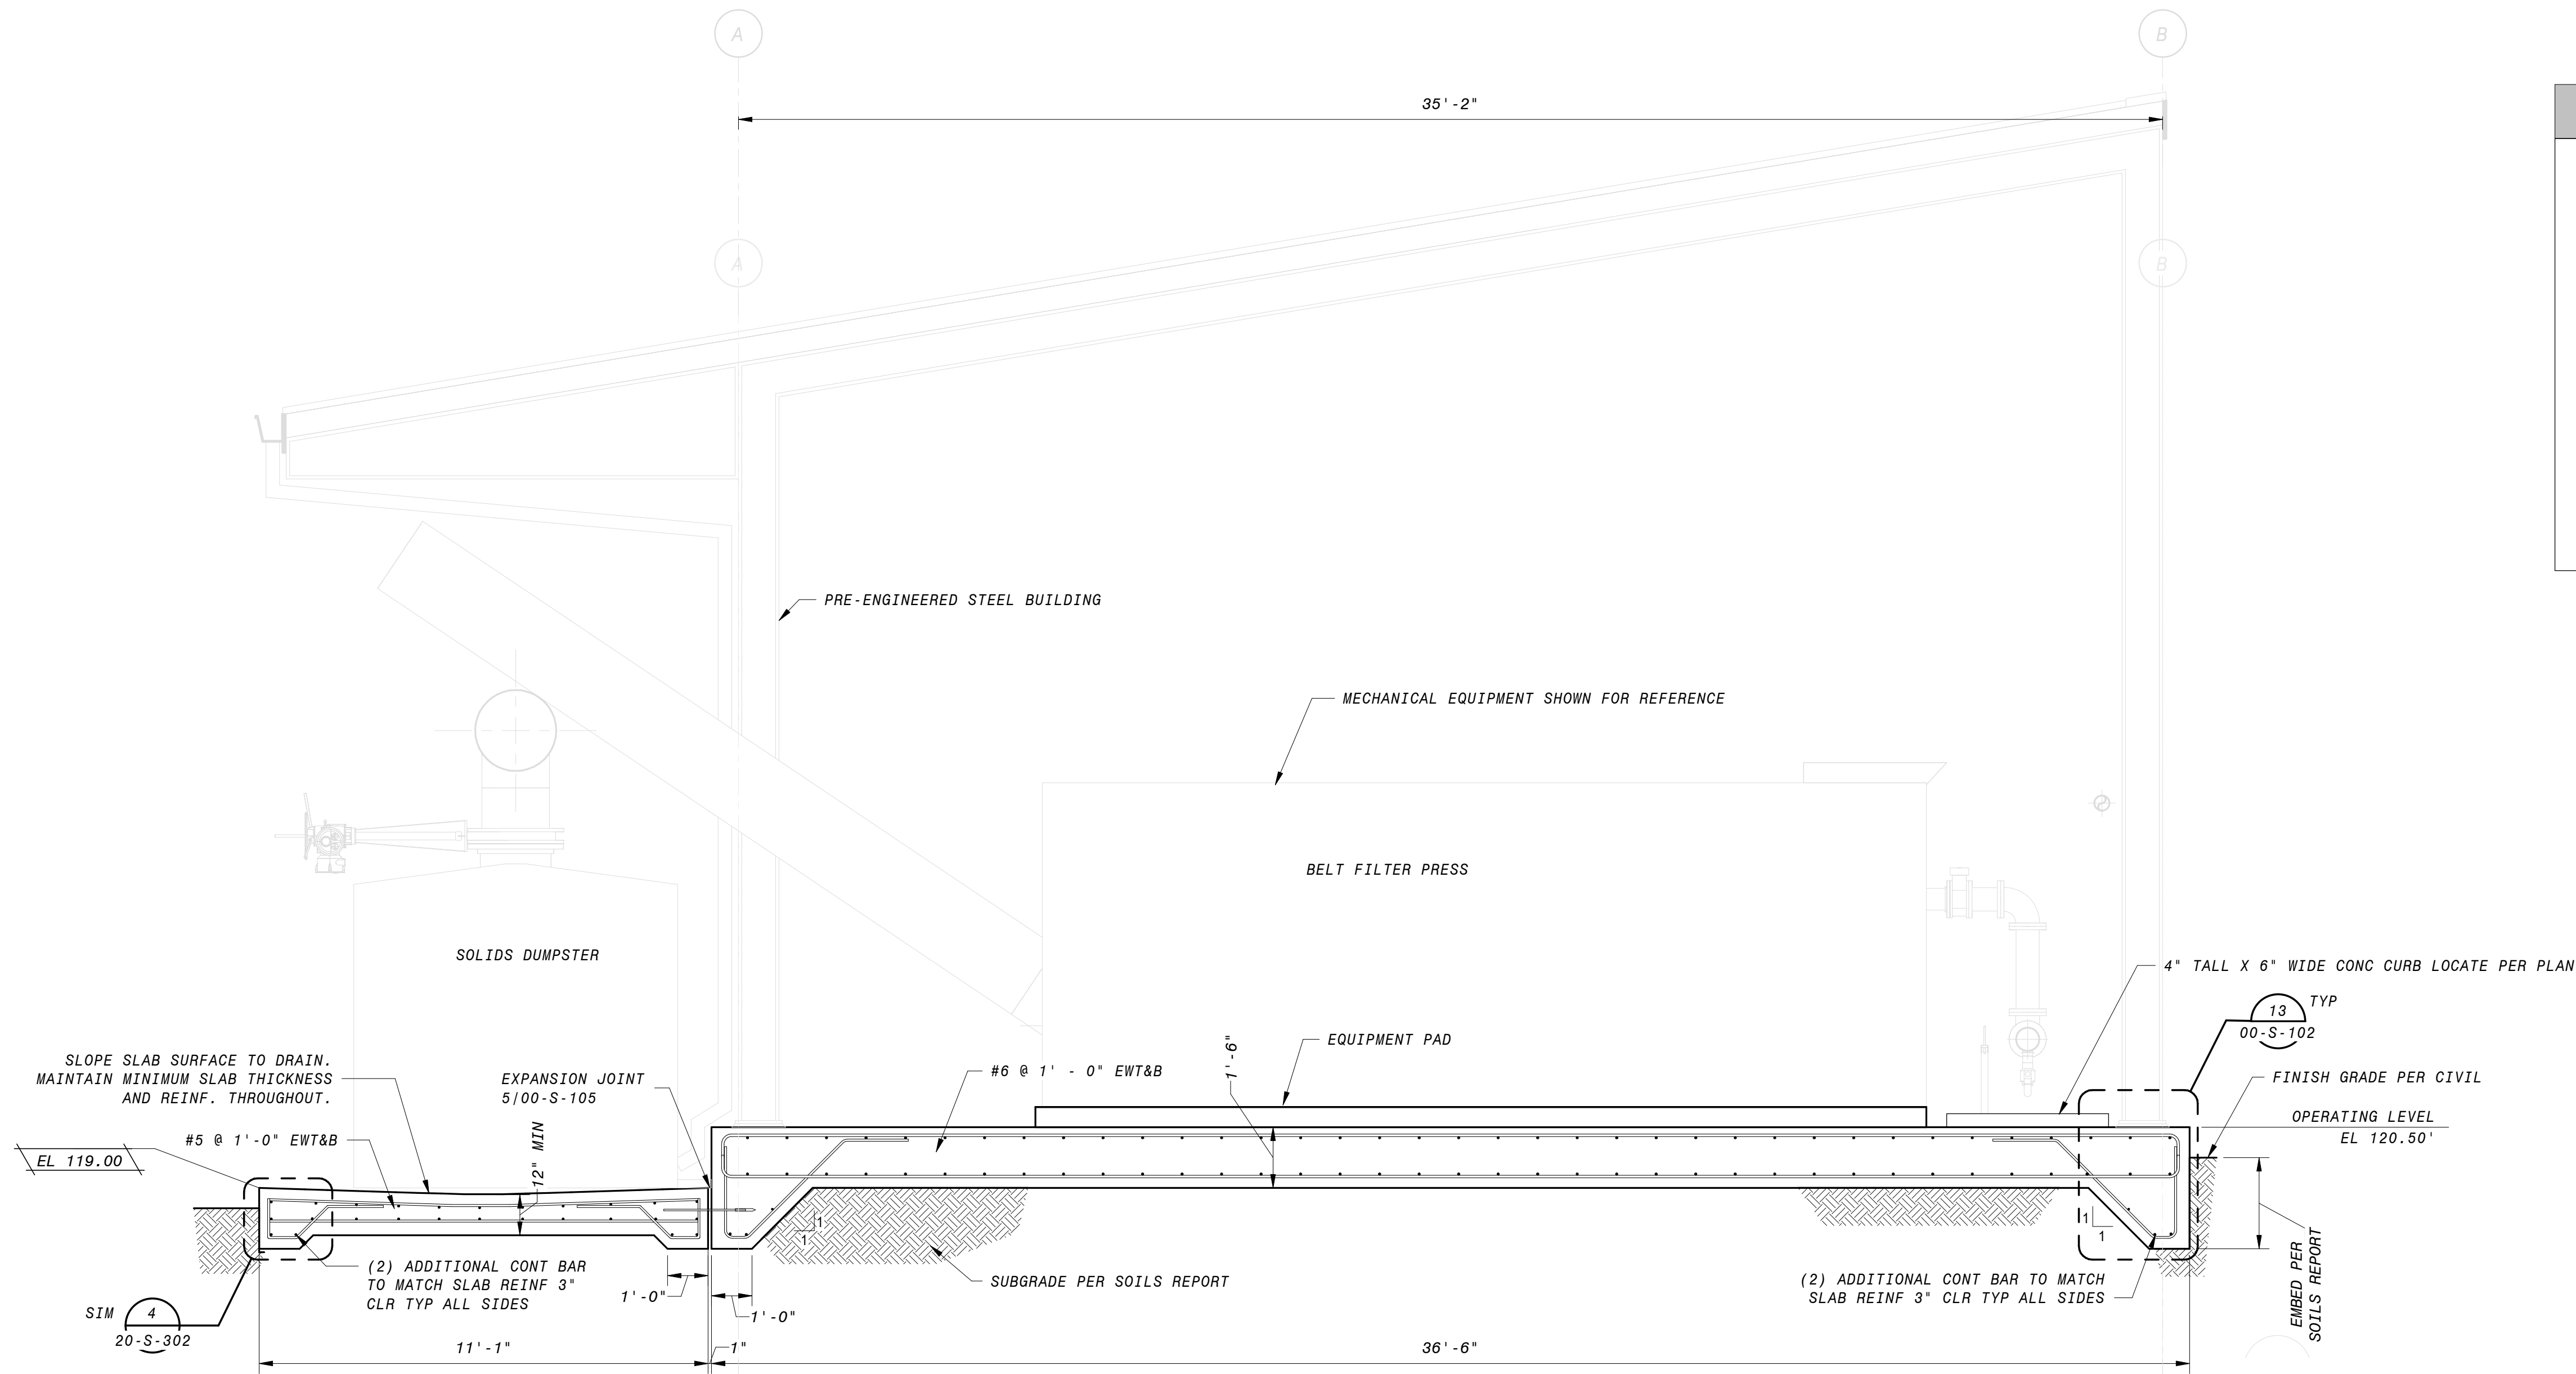 A
B
35'-2"
A
B
PRE-ENGINEERED STEEL BUILDING
MECHANICAL EQUIPMENT SHOWN FOR REFERENCE
BELT FILTER PRESS
SOLIDS DUMPSTER
4" TALL X 6" WIDE CONC CURB LOCATE PER PLAN
13
TYP
00-S-102
EQUIPMENT PAD
1'-6"
#6 @ 1' - 0" EWT&B
SLOPE SLAB SURFACE TO DRAIN.
MAINTAIN MINIMUM SLAB THICKNESS
AND REINF. THROUGHOUT.
EXPANSION JOINT
5/00-S-105
FINISH GRADE PER CIVIL
OPERATING LEVEL
EL 120.50'
#5 @ 1'-0" EWT&B
12" MIN
EL 119.00
1
1
1
1
(2) ADDITIONAL CONT BAR
TO MATCH SLAB REINF 3"
CLR TYP ALL SIDES
SUBGRADE PER SOILS REPORT
(2) ADDITIONAL CONT BAR TO MATCH
SLAB REINF 3" CLR TYP ALL SIDES
EMBED PER
SOILS REPORT
1'-0"
1'-0"
SIM
4
20-S-302
11'-1"
1"
36'-6"